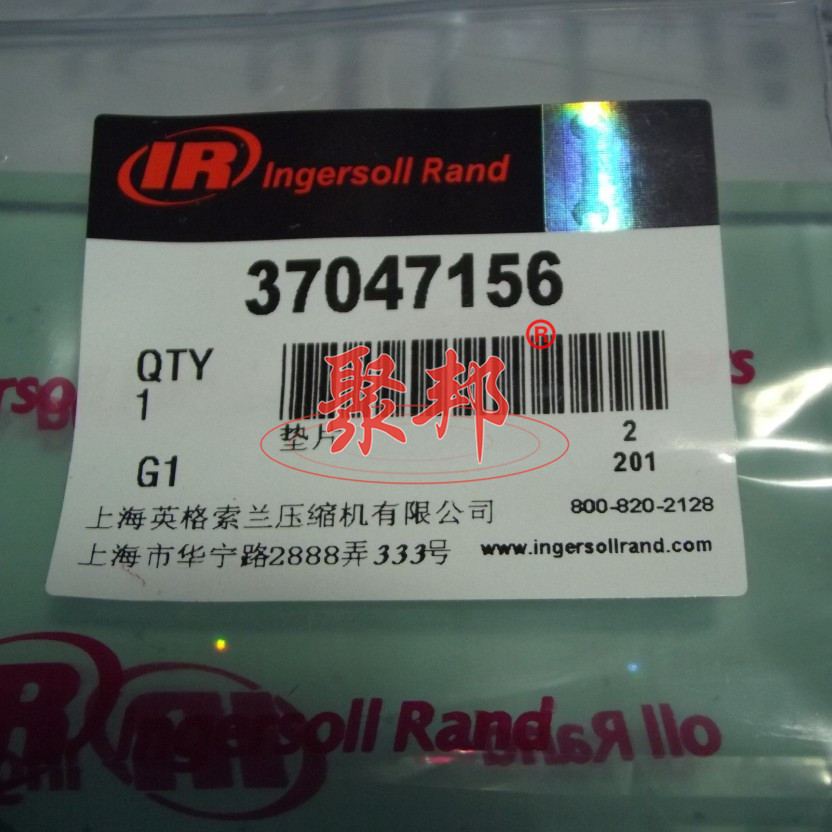 IR Ingersoll Rand
37047156
QTY
1
聚邦®
垫片
2
G1
201
上海英格索兰压缩机有限公司
800-820-2128
上海市华宁路2888弄333号
www.ingersollrand.com
Ingersoll Rand
oll Rand